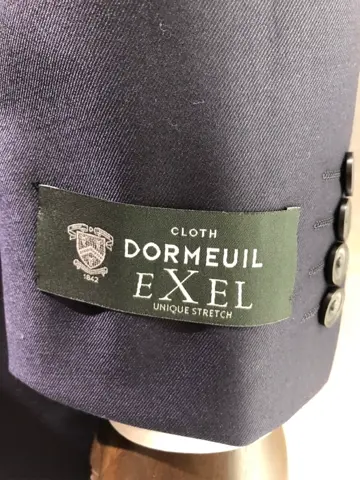 CLOTH
DORMEUIL
EXEL
UNIQUE STRETCH
1842